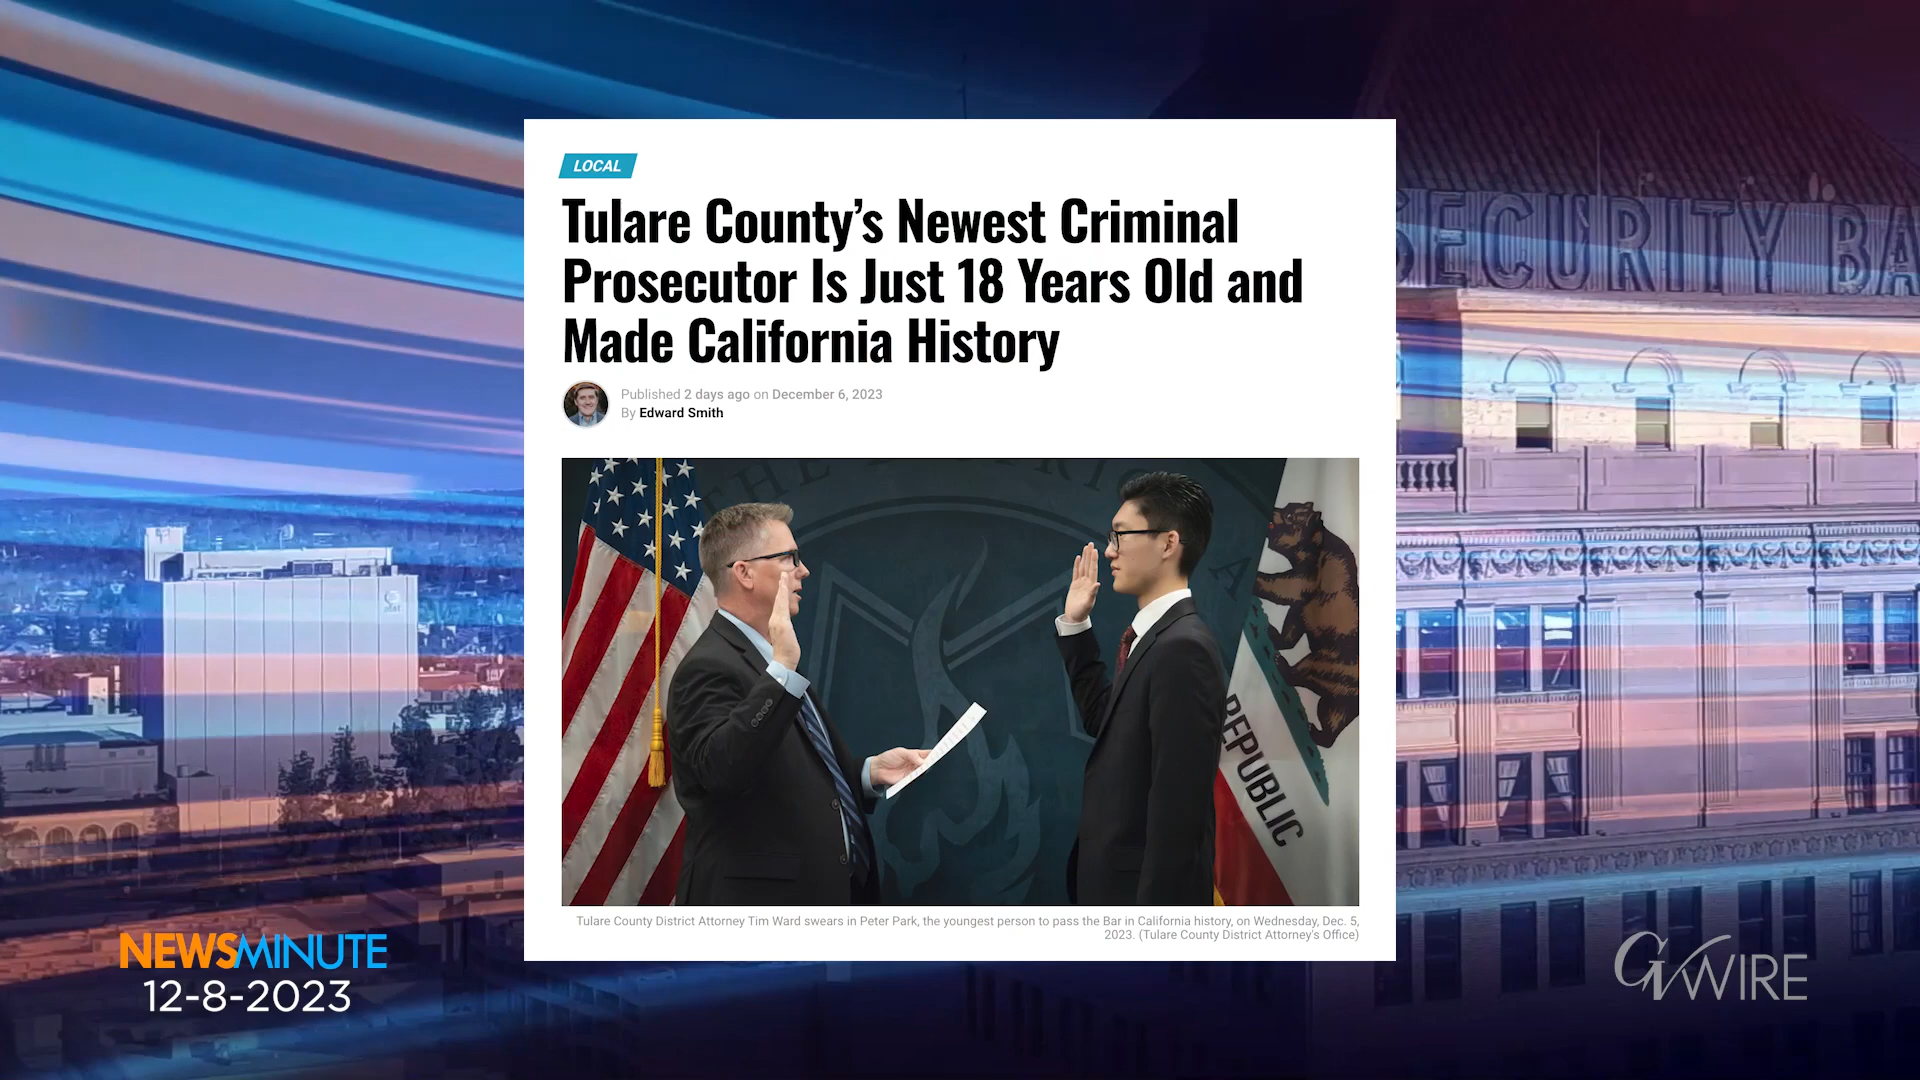 SECURITY BA
LOCAL
Tulare County's Newest Criminal
Prosecutor Is Just 18 Years Old and
Made California History
Published 2 days ago on December 6, 2023
By Edward Smith
REPUBLIC
Tulare County District Attorney Tim Ward swears in Peter Park, the youngest person to pass the Bar in California history, on Wednesday, Dec. 5,
2023. (Tulare County District Attorney's Office)
NEWSMINUTE
12-8-2023
GVWIRE
at&t